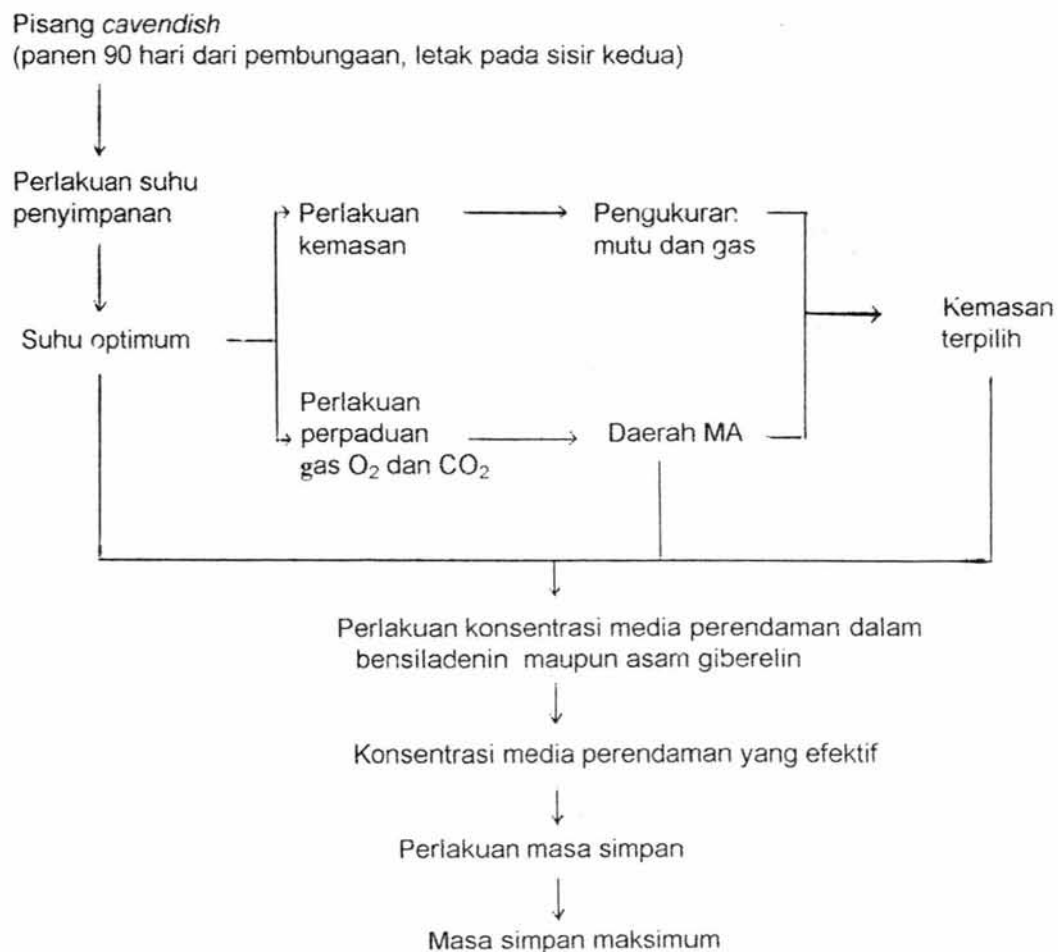 Pisang cavendish
(panen 90 hari dari pembungaan, letak pada sisir kedua)
Perlakuan suhu
penyimpanan
Suhu optimum
Perlakuan
kemasan
Pengukuran
mutu dan gas
Perlakuan
perpaduan
gas O₂ dan CO₂
Daerah MA
Kemasan
terpilih
Perlakuan konsentrasi media perendaman dalam
bensiladenin maupun asam giberelin
Konsentrasi media perendaman yang efektif
Perlakuan masa simpan
Masa simpan maksimum